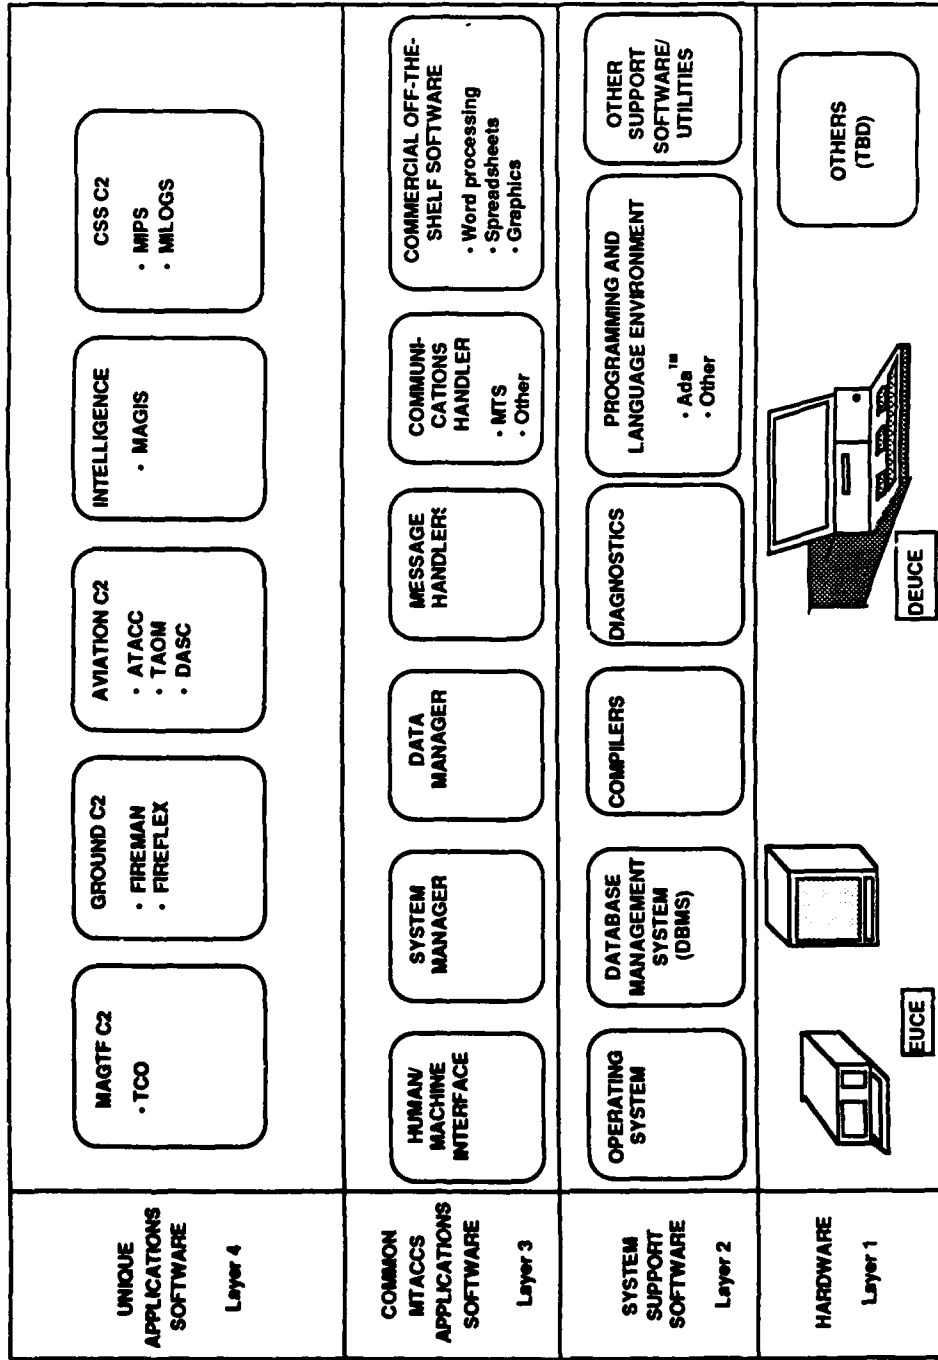 UNIQUE
APPLICATIONS
SOFTWARE
Layer 4
MAGTF C2
• TCO
GROUND C2
• FIREMAN
• FIREFLEX
AVIATION C2
• ATACC
• TAOM
• DASC
INTELLIGENCE
• MAGIS
CSS C2
• MIPS
• MILOGS
COMMON
MTACCS
APPLICATIONS
SOFTWARE
Layer 3
HUMAN/
MACHINE
INTERFACE
SYSTEM
MANAGER
DATA
MANAGER
MESSAGE
HANDLERS
COMMUNI-
CATIONS
HANDLER
• MTS
• Other
COMMERCIAL OFF-THE-
SHELF SOFTWARE
• Word processing
• Spreadsheets
• Graphics
SYSTEM
SUPPORT
SOFTWARE
Layer 2
OPERATING
SYSTEM
DATABASE
MANAGEMENT
SYSTEM
(DBMS)
COMPILERS
DIAGNOSTICS
PROGRAMMING AND
LANGUAGE ENVIRONMENT
• Ada™
• Other
OTHER
SUPPORT
SOFTWARE/
UTILITIES
HARDWARE
Layer 1
EUCE
DEUCE
OTHERS
(TBD)